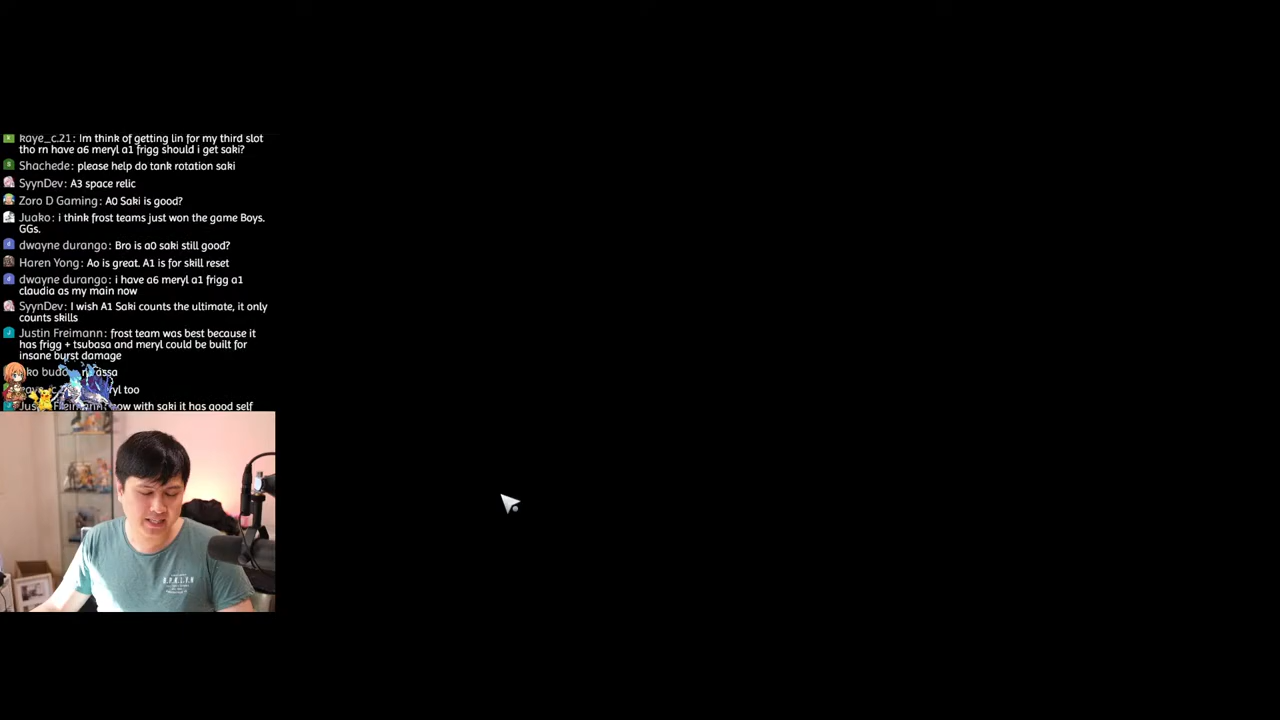 kaye_c.21: Im think of getting lin for my third slot
tho rn have a6 meryl a1 frigg should i get saki?
Shachede: please help do tank rotation saki
SyynDev: A3 space relic
Zoro D Gaming: A0 Saki is good?
Juako: i think frost teams just won the game Boys.
GGs.
dwayne durango: Bro is a0 saki still good?
Haren Yong: Ao is great. A1 is for skill reset
dwayne durango: i have a6 meryl a1 frigg a1
claudia as my main now
SyynDev: I wish A1 Saki counts the ultimate, it only
counts skills
Justin Freimann: frost team was best because it
has frigg + tsubasa and meryl could be built for
insane burst damage
too
with saki it has good self